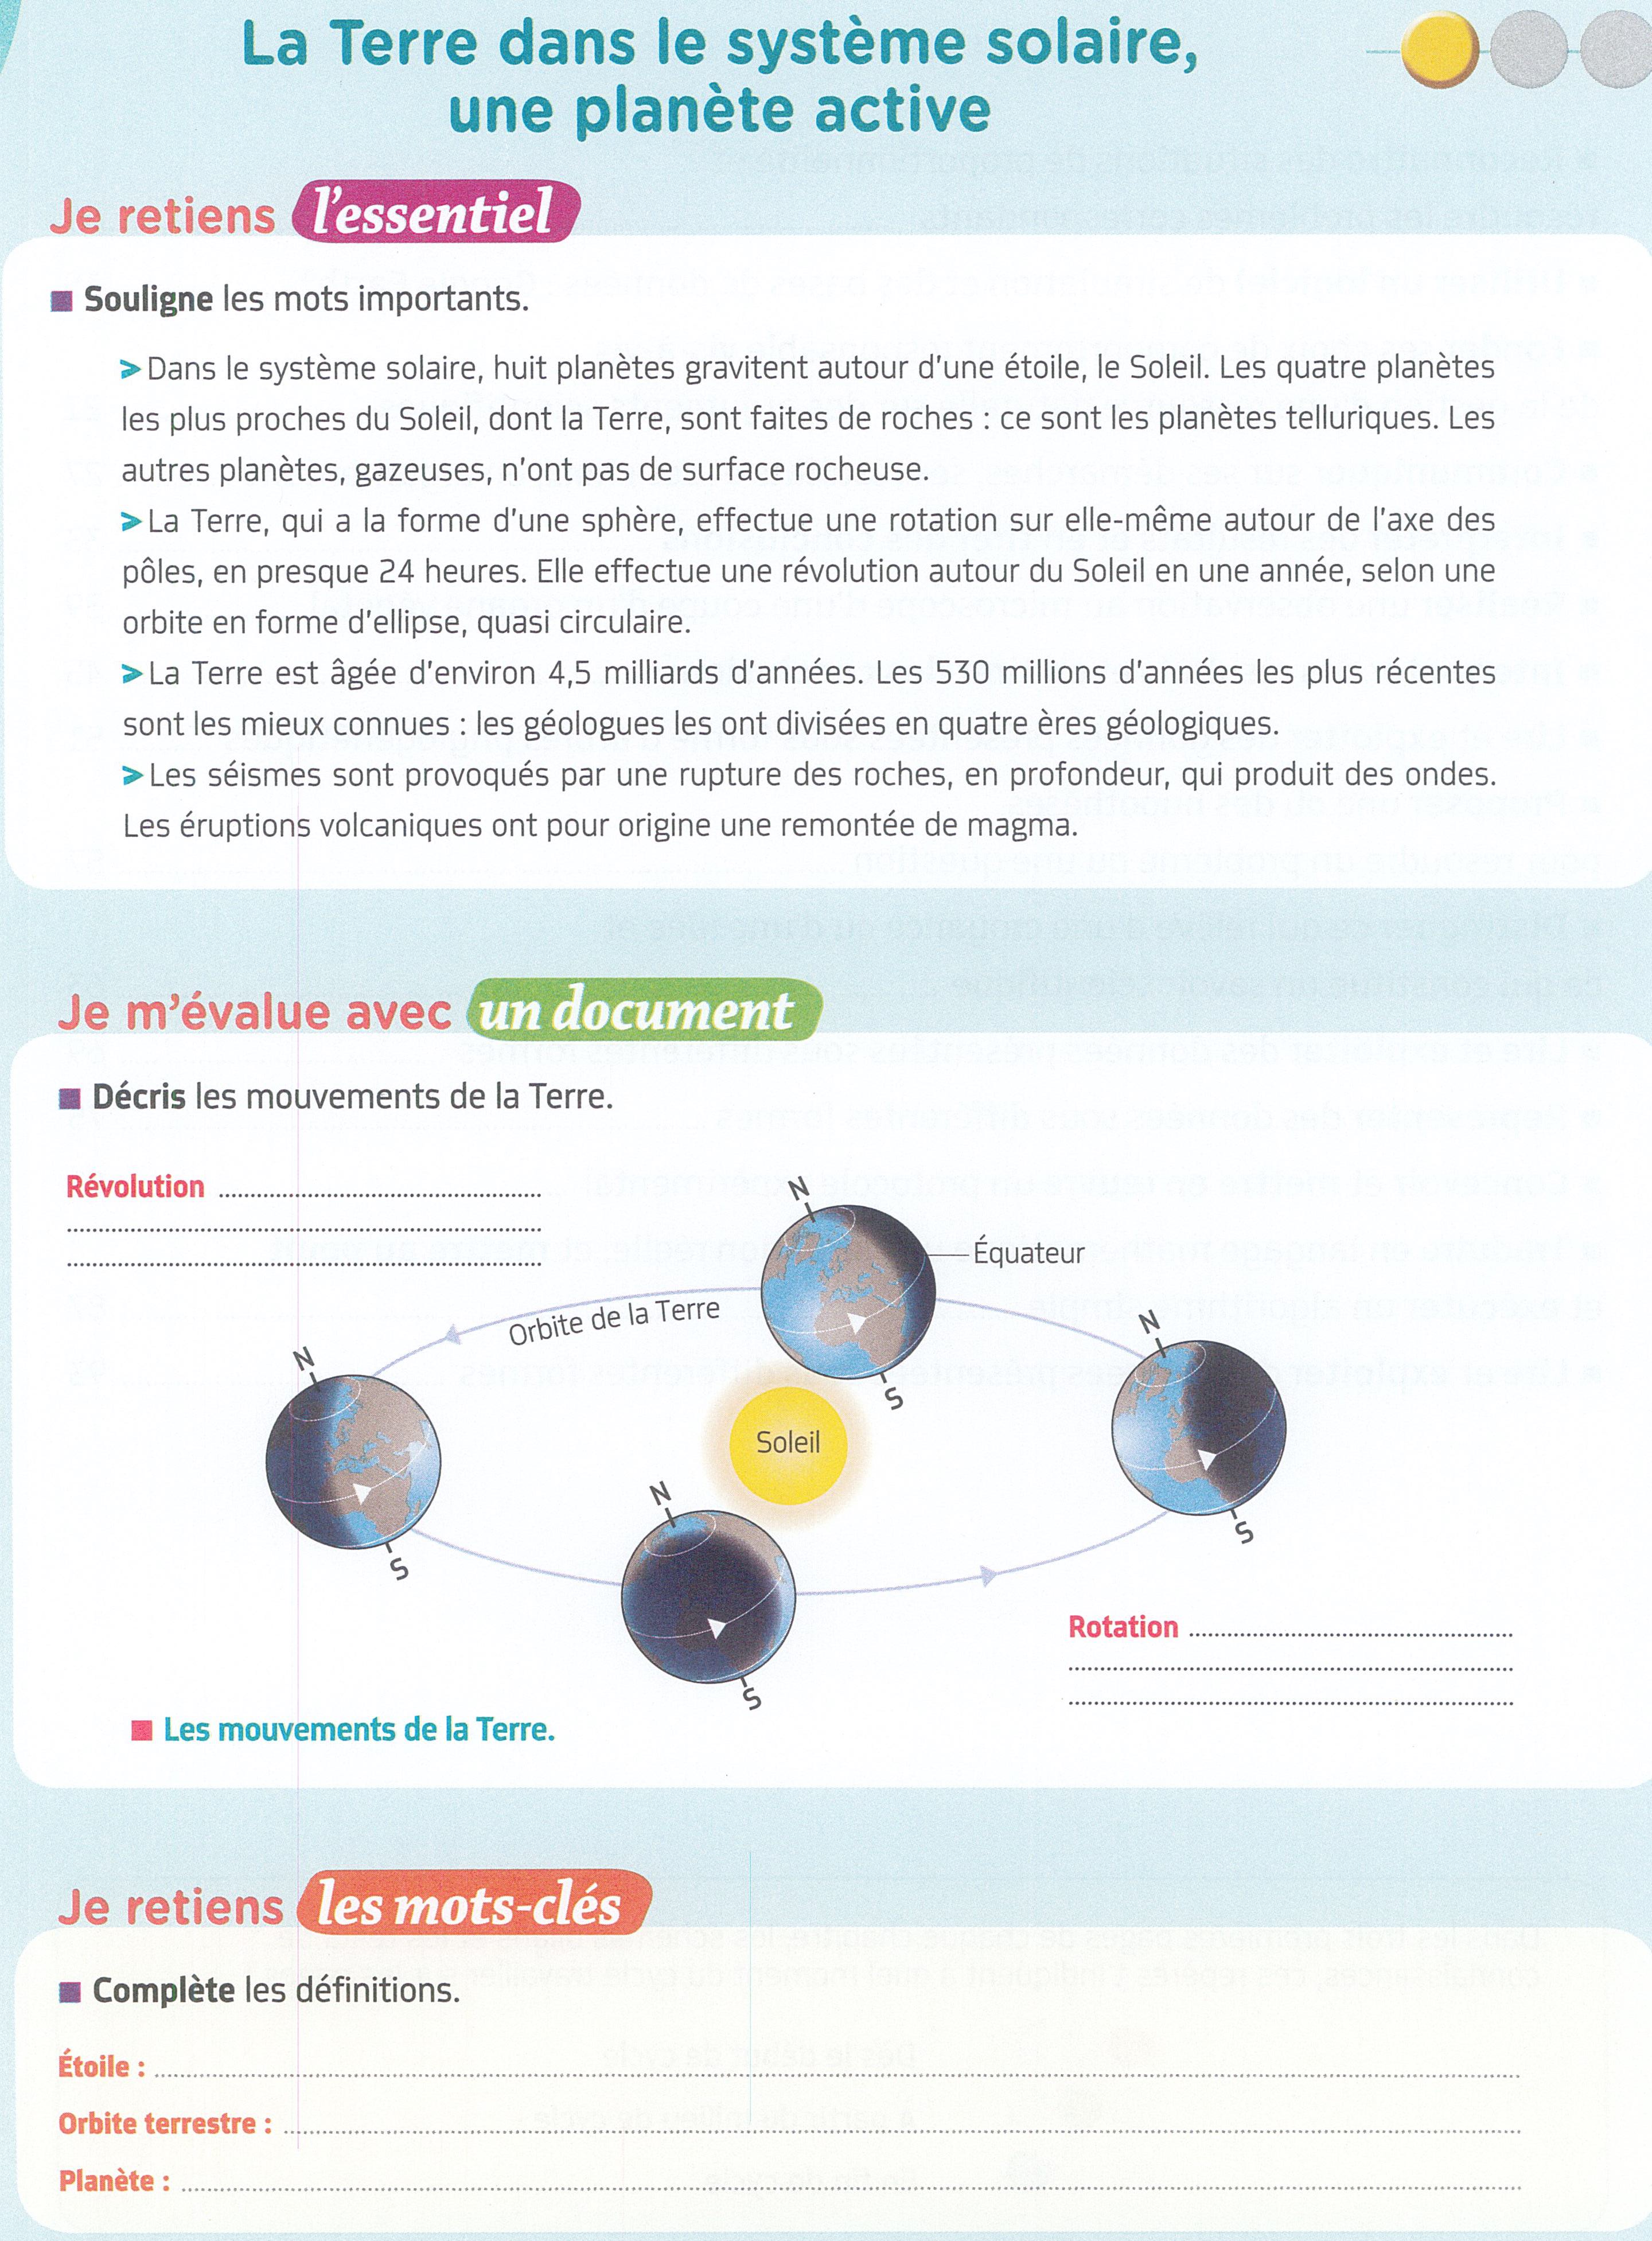 La Terre dans le système solaire,
une planète active
Je retiens l'essentiel
Souligne les mots importants.
> Dans le système solaire, huit planètes gravitent autour d'une étoile, le Soleil. Les quatre planètes
les plus proches du Soleil, dont la Terre, sont faites de roches : ce sont les planètes telluriques. Les
autres planètes, gazeuses, n'ont pas de surface rocheuse.
> La Terre, qui a la forme d'une sphère, effectue une rotation sur elle-même autour de l'axe des
pôles, en presque 24 heures. Elle effectue une révolution autour du Soleil en une année, selon une
orbite en forme d'ellipse, quasi circulaire.
> La Terre est âgée d'environ 4,5 milliards d'années. Les 530 millions d'années les plus récentes
sont les mieux connues : les géologues les ont divisées en quatre ères géologiques.
> Les séismes sont provoqués par une rupture des roches, en profondeur, qui produit des ondes.
Les éruptions volcaniques ont pour origine une remontée de magma.
Je m'évalue avec un document
Décris les mouvements de la Terre.
Révolution
N
Équateur
Orbite de la Terre
N
N
S
Soleil
N
S
S
Rotation
S
Les mouvements de la Terre.
Je retiens les mots-clés
Complète les définitions.
Étoile :
Orbite terrestre :
Planète :